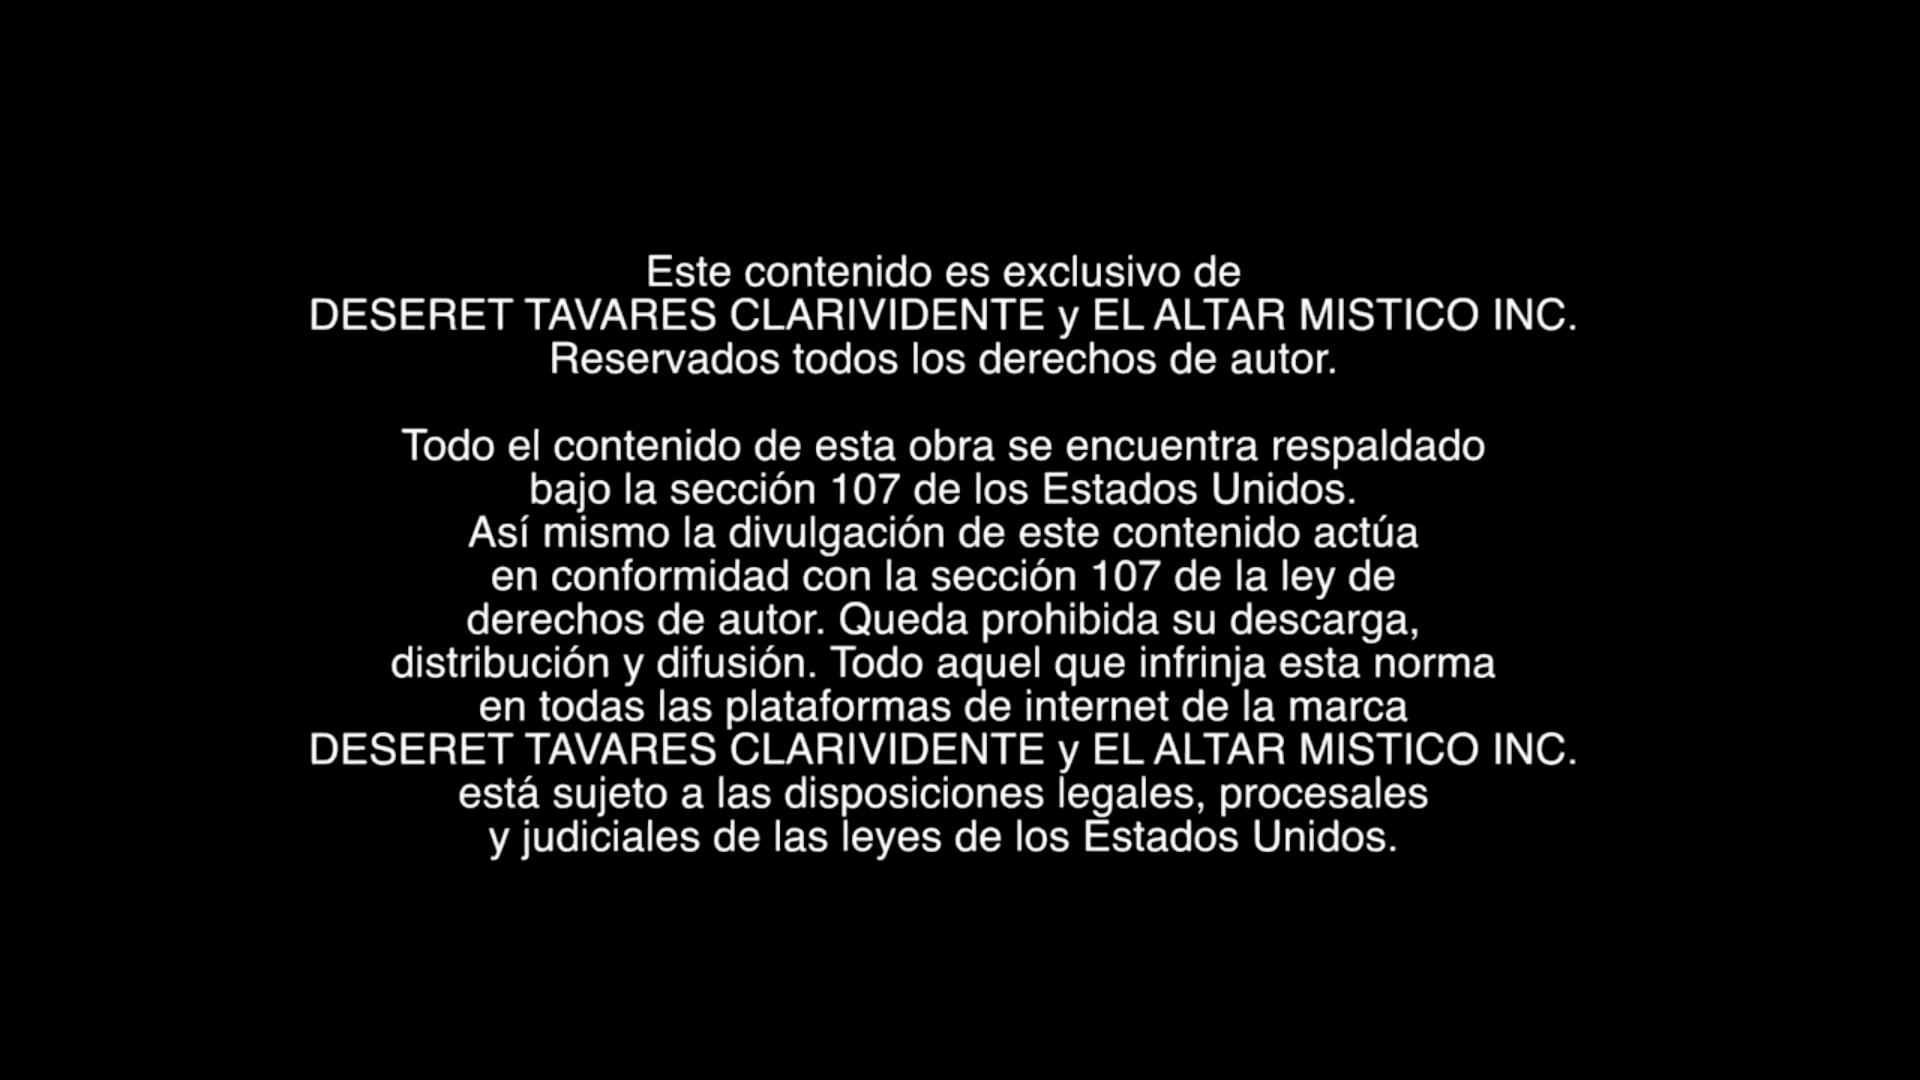 Este contenido es exclusivo de
DESERET TAVARES CLARIVIDENTE y EL ALTAR MISTICO INC.
Reservados todos los derechos de autor.
Todo el contenido de esta obra se encuentra respaldado
bajo la sección 107 de los Estados Unidos.
Así mismo la divulgación de este contenido actúa
en conformidad con la sección 107 de la ley de
derechos de autor. Queda prohibida su descarga,
distribución y difusión. Todo aquel que infrinja esta norma
en todas las plataformas de internet de la marca
DESERET TAVARES CLARIVIDENTE y EL ALTAR MISTICO INC.
está sujeto a las disposiciones legales, procesales
y judiciales de las leyes de los Estados Unidos.